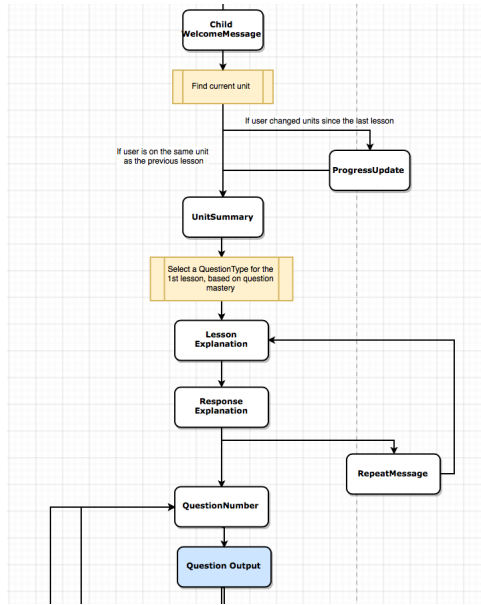 Child
WelcomeMessage
Find current unit
If user changed units since the last lesson
If user is on the same unit
as the previous lesson
ProgressUpdate
UnitSummary
Select a QuestionType for the
1st lesson, based on question
mastery
Lesson
Explanation
Response
Explanation
RepeatMessage
QuestionNumber
Question Output